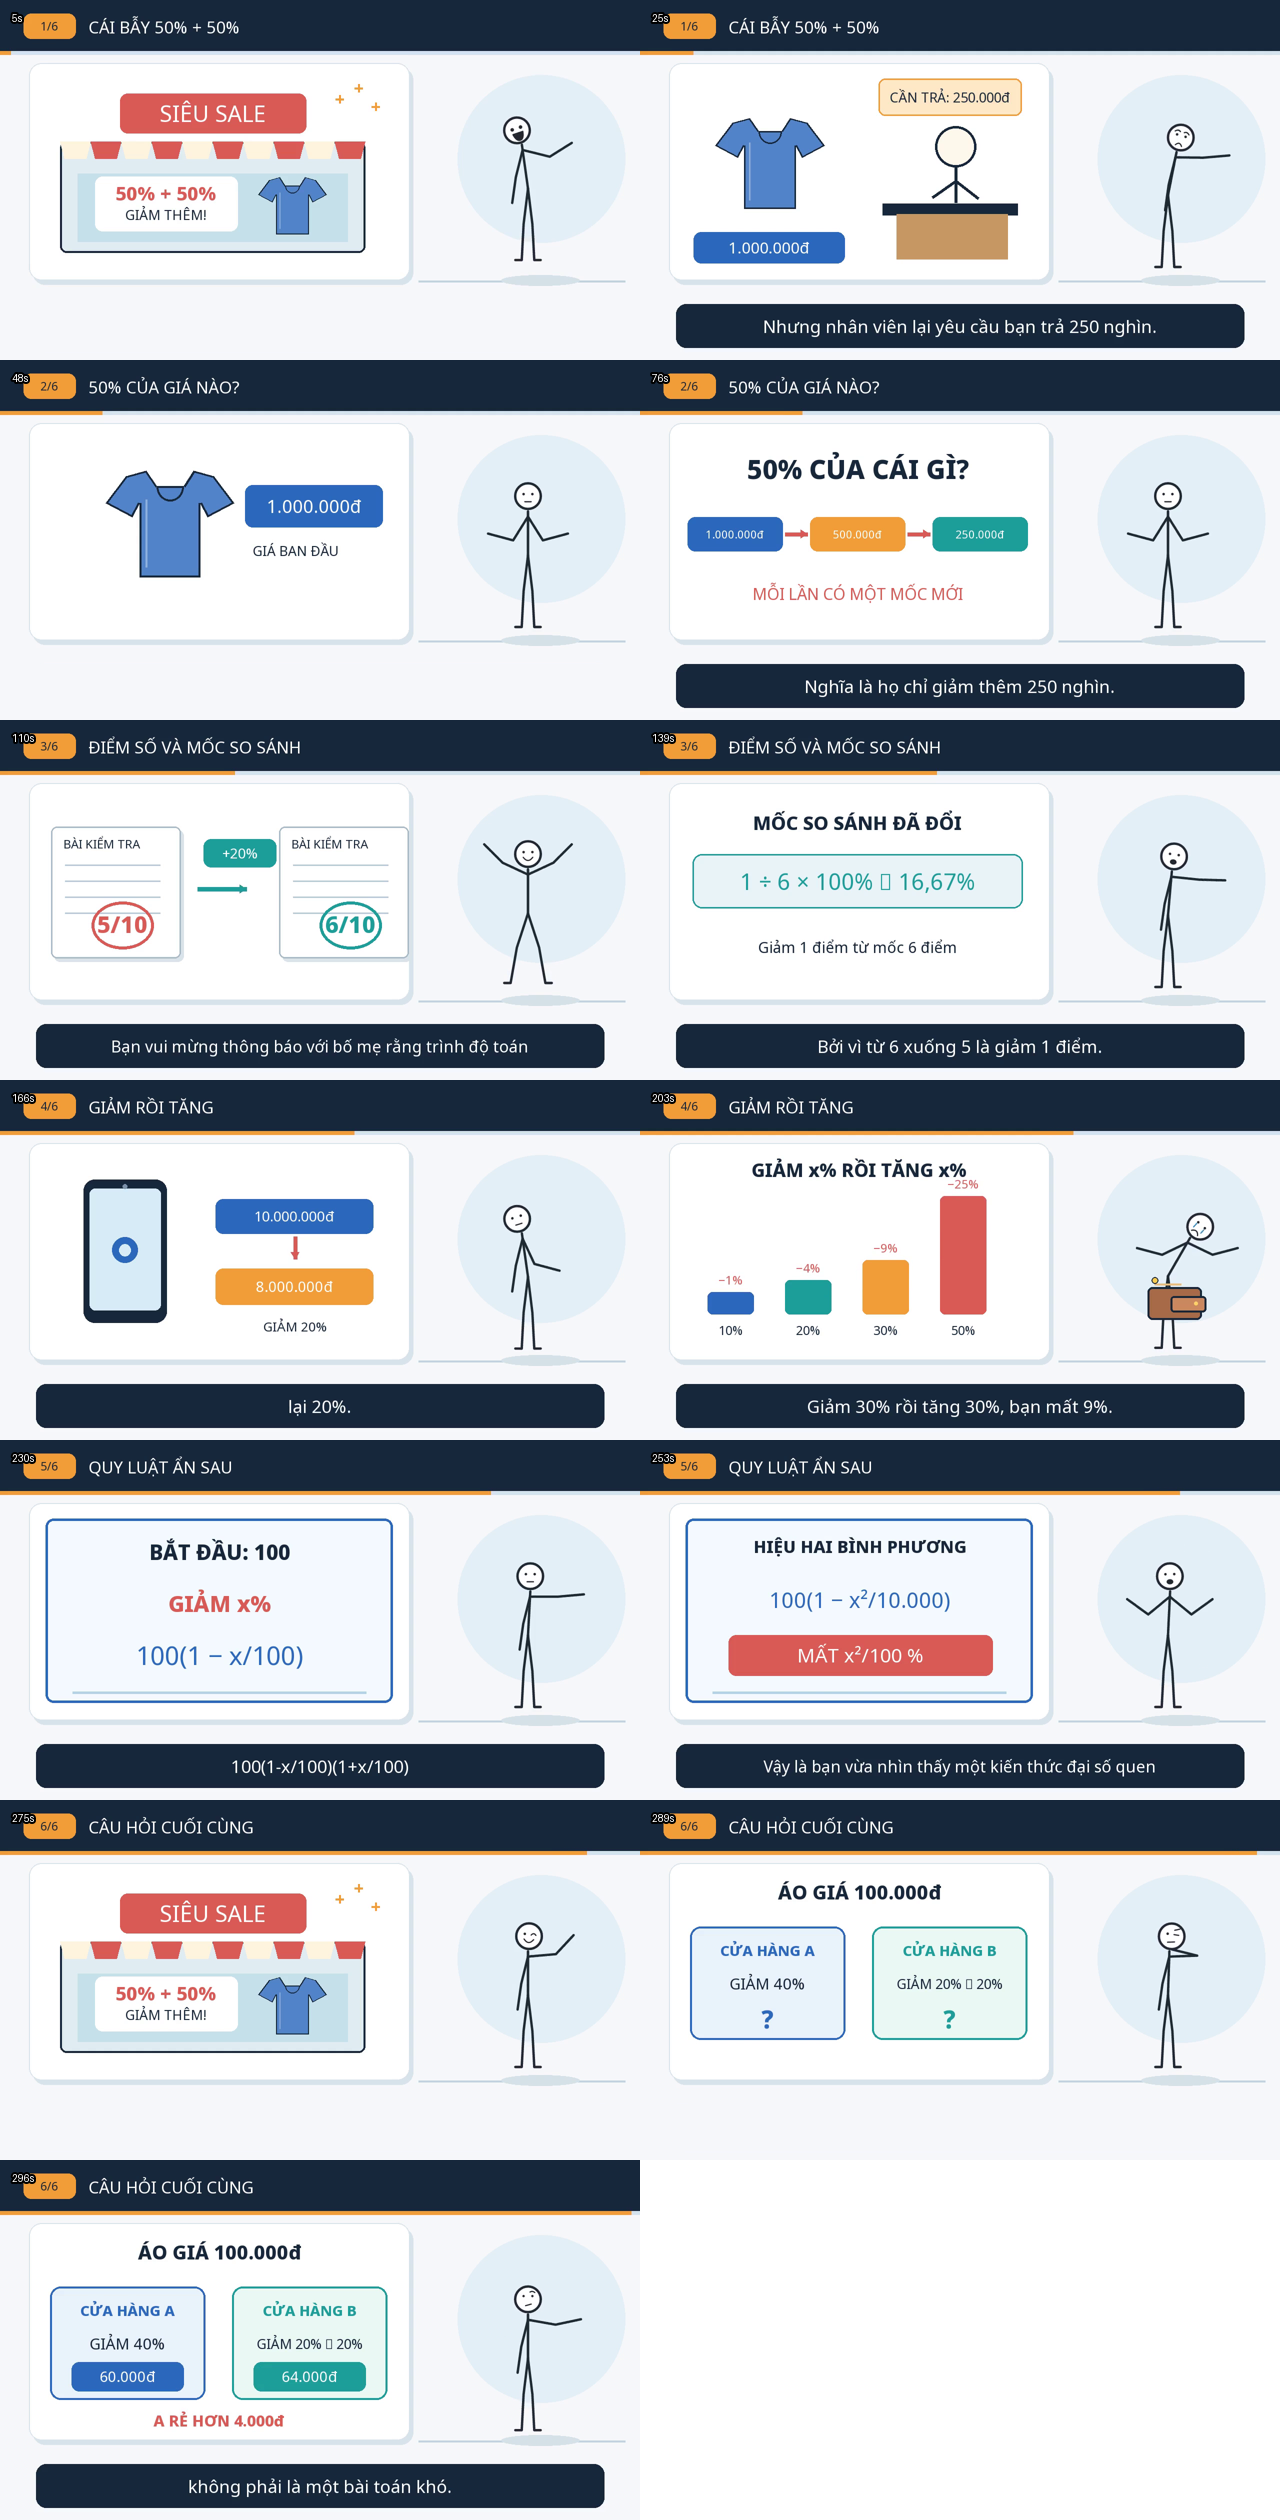 5s
1/6
CÁI BẪY 50% + 50%
SIÊU SALE
50% + 50%
GIẢM THÊM!
25s
1/6
CÁI BẪY 50% + 50%
CẦN TRẢ: 250.000đ
1.000.000đ
Nhưng nhân viên lại yêu cầu bạn trả 250 nghìn.
48s
2/6
50% CỦA GIÁ NÀO?
1.000.000đ
GIÁ BAN ĐẦU
76s
2/6
50% CỦA GIÁ NÀO?
50% CỦA CÁI GÌ?
1.000.000đ
500.000đ
250.000đ
MỖI LẦN CÓ MỘT MỐC MỚI
Nghĩa là họ chỉ giảm thêm 250 nghìn.
110s
3/6
ĐIỂM SỐ VÀ MỐC SO SÁNH
BÀI KIỂM TRA
+20%
BÀI KIỂM TRA
5/10
6/10
Bạn vui mừng thông báo với bố mẹ rằng trình độ toán
139s
3/6
ĐIỂM SỐ VÀ MỐC SO SÁNH
MỐC SO SÁNH ĐÃ ĐỔI
1 ÷ 6 × 100% ▯ 16,67%
Giảm 1 điểm từ mốc 6 điểm
Bởi vì từ 6 xuống 5 là giảm 1 điểm.
166s
4/6
GIẢM RỒI TĂNG
10.000.000đ
8.000.000đ
GIẢM 20%
lại 20%.
203s
4/6
GIẢM RỒI TĂNG
GIẢM x% RỒI TĂNG x%
−25%
−9%
−4%
−1%
10%
20%
30%
50%
Giảm 30% rồi tăng 30%, bạn mất 9%.
230s
5/6
QUY LUẬT ẨN SAU
BẮT ĐẦU: 100
GIẢM x%
100(1 − x/100)
100(1-x/100)(1+x/100)
253s
5/6
QUY LUẬT ẨN SAU
HIỆU HAI BÌNH PHƯƠNG
100(1 − x²/10.000)
MẤT x²/100 %
Vậy là bạn vừa nhìn thấy một kiến thức đại số quen
275s
6/6
CÂU HỎI CUỐI CÙNG
SIÊU SALE
50% + 50%
GIẢM THÊM!
289s
6/6
CÂU HỎI CUỐI CÙNG
ÁO GIÁ 100.000đ
CỬA HÀNG A
GIẢM 40%
?
CỬA HÀNG B
GIẢM 20% ▯ 20%
?
296s
6/6
CÂU HỎI CUỐI CÙNG
ÁO GIÁ 100.000đ
CỬA HÀNG A
GIẢM 40%
60.000đ
CỬA HÀNG B
GIẢM 20% ▯ 20%
64.000đ
A RẺ HƠN 4.000đ
không phải là một bài toán khó.